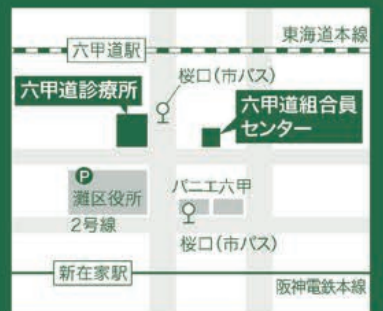 東海道本線
六甲道駅
桜口(市バス)
六甲道診療所
六甲道組合員
センター
P
灘区役所
バニエ六甲
2号線
桜口(市バス)
新在家駅
阪神電鉄本線